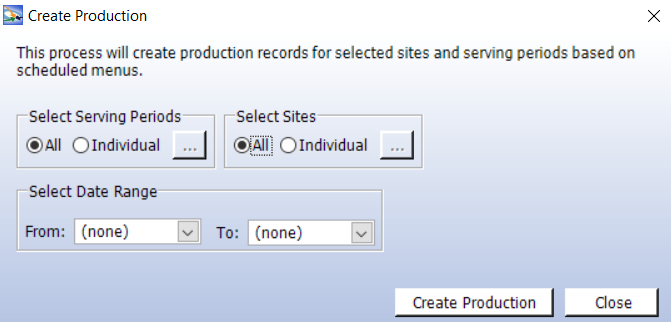 Create Production
This process will create production records for selected sites and serving periods based on
scheduled menus.
Select Serving Periods
All Individual ...
Select Sites
All Individual ...
Select Date Range
From: (none) To: (none)
Create Production Close